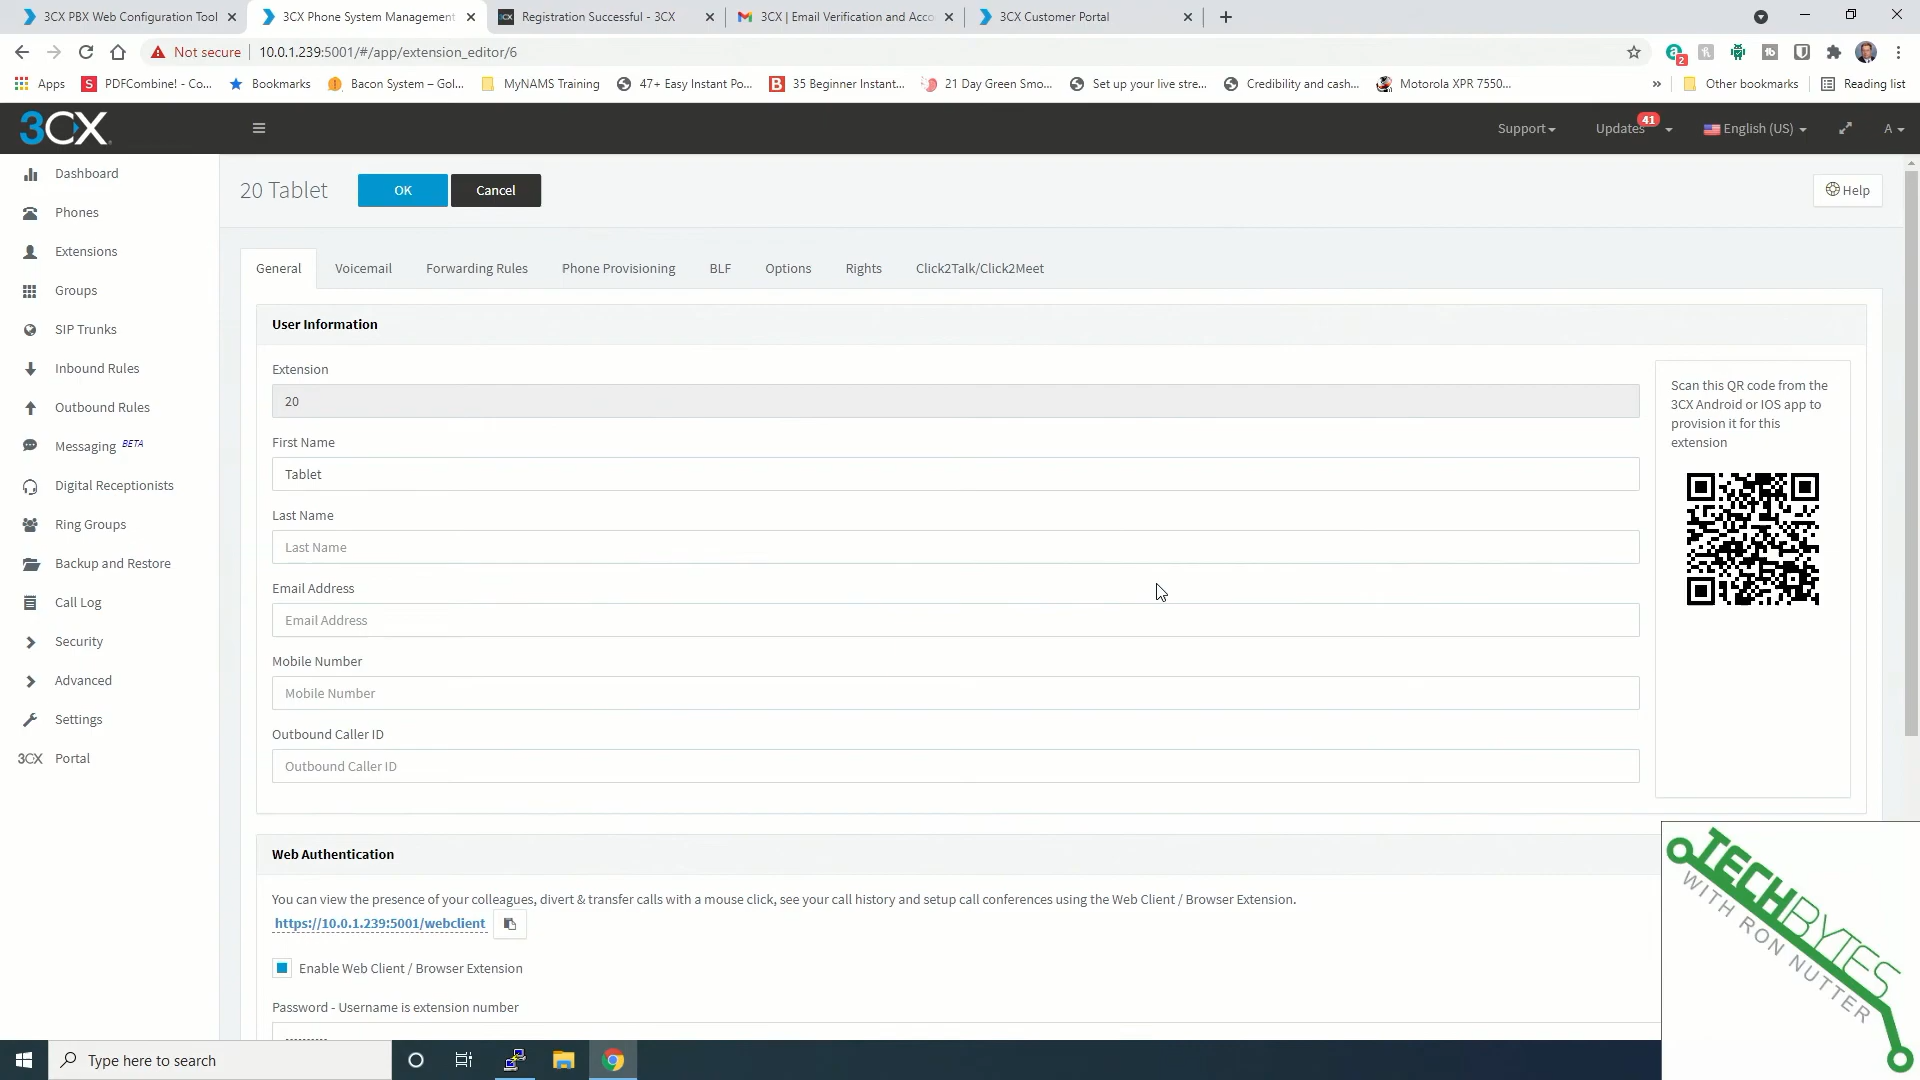 3CX PBX Web Configuration Tool
3CX Phone System Management
Registration Successful - 3CX
3CX | Email Verification and Acco
3CX Customer Portal
Not secure 10.0.1.239:5001/#/app/extension_editor/6
2
Apps
PDFCombine! - Co...
Bookmarks
Bacon System – Gol...
MyNAMS Training
47+ Easy Instant Po...
35 Beginner Instant...
21 Day Green Smo...
Set up your live stre...
Credibility and cash...
Motorola XPR 7550...
»
Other bookmarks
Reading list
3CX
Support
Updates 41
English (US)
A
Dashboard
Phones
Extensions
Groups
SIP Trunks
Inbound Rules
Outbound Rules
Messaging BETA
Digital Receptionists
Ring Groups
Backup and Restore
Call Log
Security
Advanced
Settings
3CX Portal
20 Tablet
OK
Cancel
Help
General
Voicemail
Forwarding Rules
Phone Provisioning
BLF
Options
Rights
Click2Talk/Click2Meet
User Information
Extension
20
First Name
Tablet
Last Name
Last Name
Email Address
Email Address
Mobile Number
Mobile Number
Outbound Caller ID
Outbound Caller ID
Scan this QR code from the
3CX Android or IOS app to
provision it for this
extension
Web Authentication
You can view the presence of your colleagues, divert & transfer calls with a mouse click, see your call history and setup call conferences using the Web Client / Browser Extension.
https://10.0.1.239:5001/webclient
Enable Web Client / Browser Extension
Password - Username is extension number
TECHBYTES
WITH RON NUTTER
Type here to search